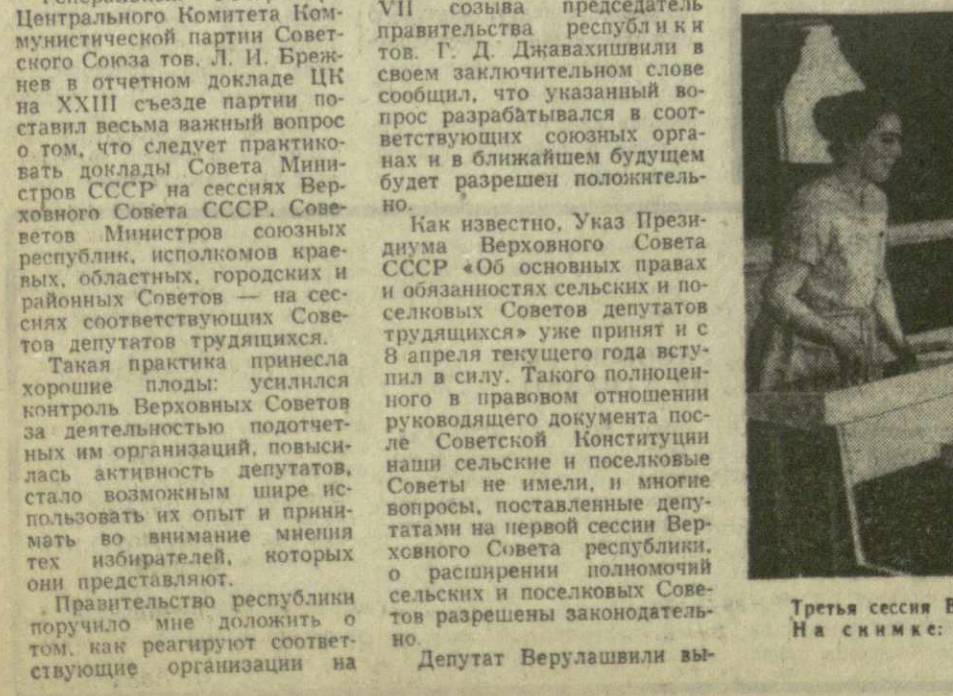 Центрального Комитета Ком-
мунистической партии Совет-
ского Союза тов. Л. И. Бреж-
нев в отчетном докладе ЦК
на XXIII съезде партии по-
ставил весьма важный вопрос
о том, что следует практико-
вать доклады Совета Мини-
стров СССР на сессиях Вер-
ховного Совета СССР. Сове-
ветов Министров союзных
республик, исполкомов крае-
вых, областных, городских и
районных Советов — на сес-
сиях соответствующих Сове-
тов депутатов трудящихся.
Такая практика принесла
хорошие плоды: усилился
контроль Верховных Советов
за деятельностью подотчет-
ных им организаций, повыси-
лась активность депутатов,
стало возможным шире ис-
пользовать их опыт и прини-
мать во внимание мнения
тех избирателей, которых
они представляют.
Правительство республики
поручило мне доложить о
том, как реагируют соответ-
ствующие организации на
VII созыва председатель
правительства республики
тов. Г. Д. Джавахишвили в
своем заключительном слове
сообщил, что указанный во-
прос разрабатывался в соот-
ветствующих союзных орга-
нах и в ближайшем будущем
будет разрешен положитель-
но.
Как известно, Указ Прези-
диума Верховного Совета
СССР «Об основных правах
и обязанностях сельских и по-
селковых Советов депутатов
трудящихся» уже принят и с
8 апреля текущего года всту-
пил в силу. Такого полноцен-
ного в правовом отношении
руководящего документа пос-
ле Советской Конституции
наши сельские и поселковые
Советы не имели, и многие
вопросы, поставленные депу-
татами на первой сессии Вер-
ховного Совета республики,
о расширении полномочий
сельских и поселковых Сове-
тов разрешены законодатель-
но.
Депутат Верулашвили вы-
Третья сессия В
На снимке: